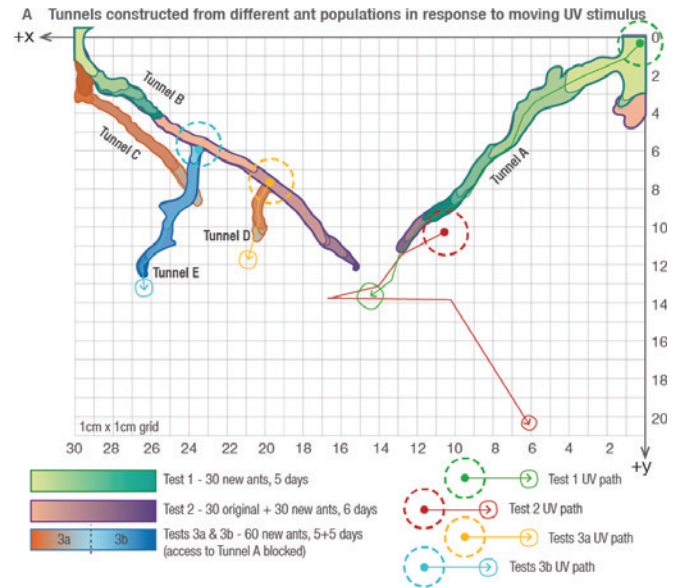 A Tunnels constructed from different ant populations in response to moving UV stimulus
+x
0
2
4
6
8
10
12
14
16
18
20
Tunnel B
Tunnel C
Tunnel A
Tunnel D
Tunnel E
1cm x 1cm grid
30 28 26 24 22 20 18 16 14 12 10 8 6 4 2
+y
Test 1 - 30 new ants, 5 days
Test 2 - 30 original + 30 new ants, 6 days
3a 3b
Tests 3a & 3b - 60 new ants, 5+5 days
(access to Tunnel A blocked)
Test 1 UV path
Test 2 UV path
Tests 3a UV path
Tests 3b UV path